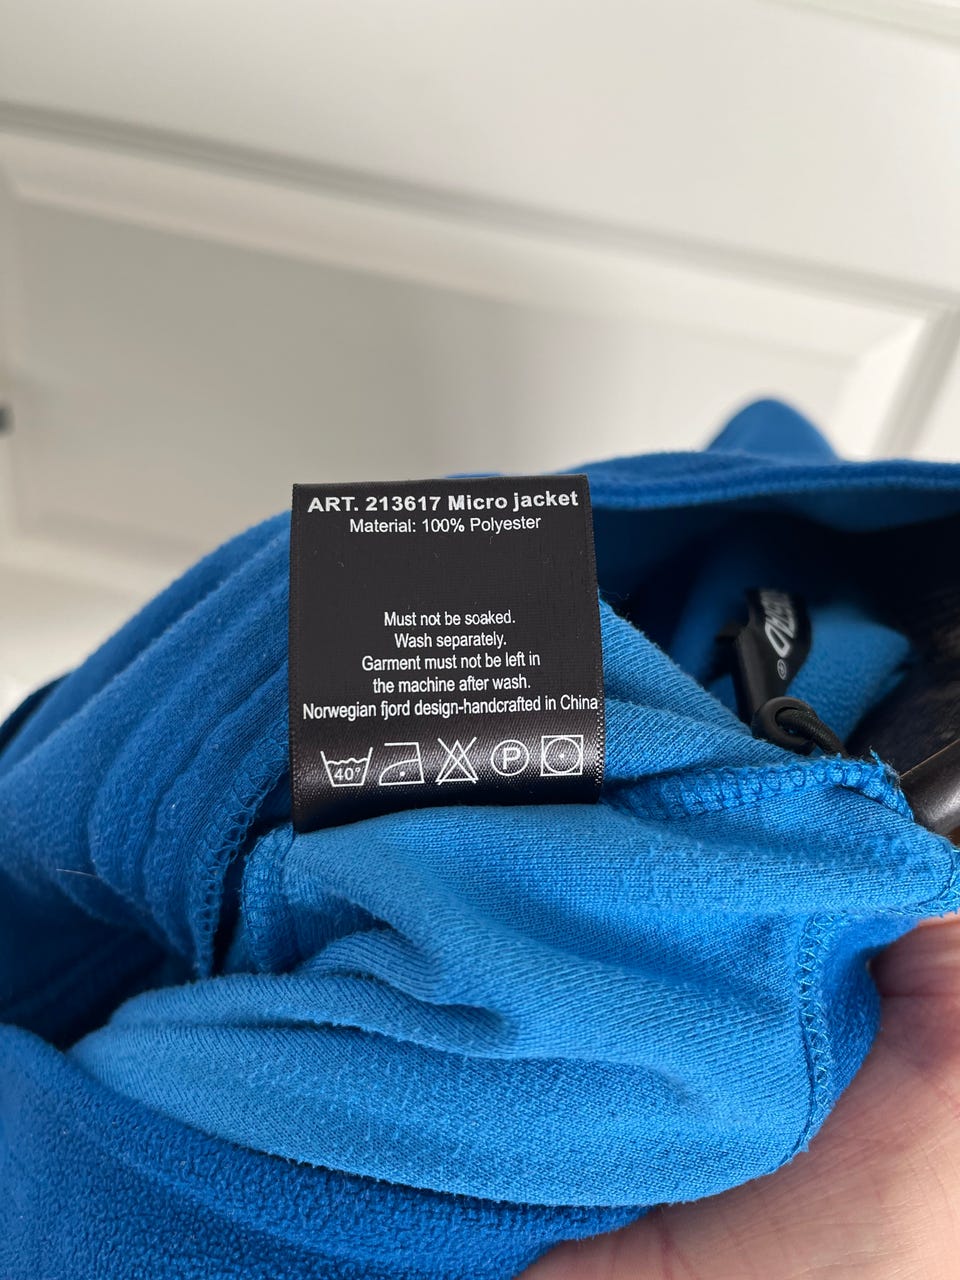 ART. 213617 Micro jacket
Material: 100% Polyester
Must not be soaked.
Wash separately.
Garment must not be left in
the machine after wash.
Norwegian fjord design-handcrafted in China
40°
P
®